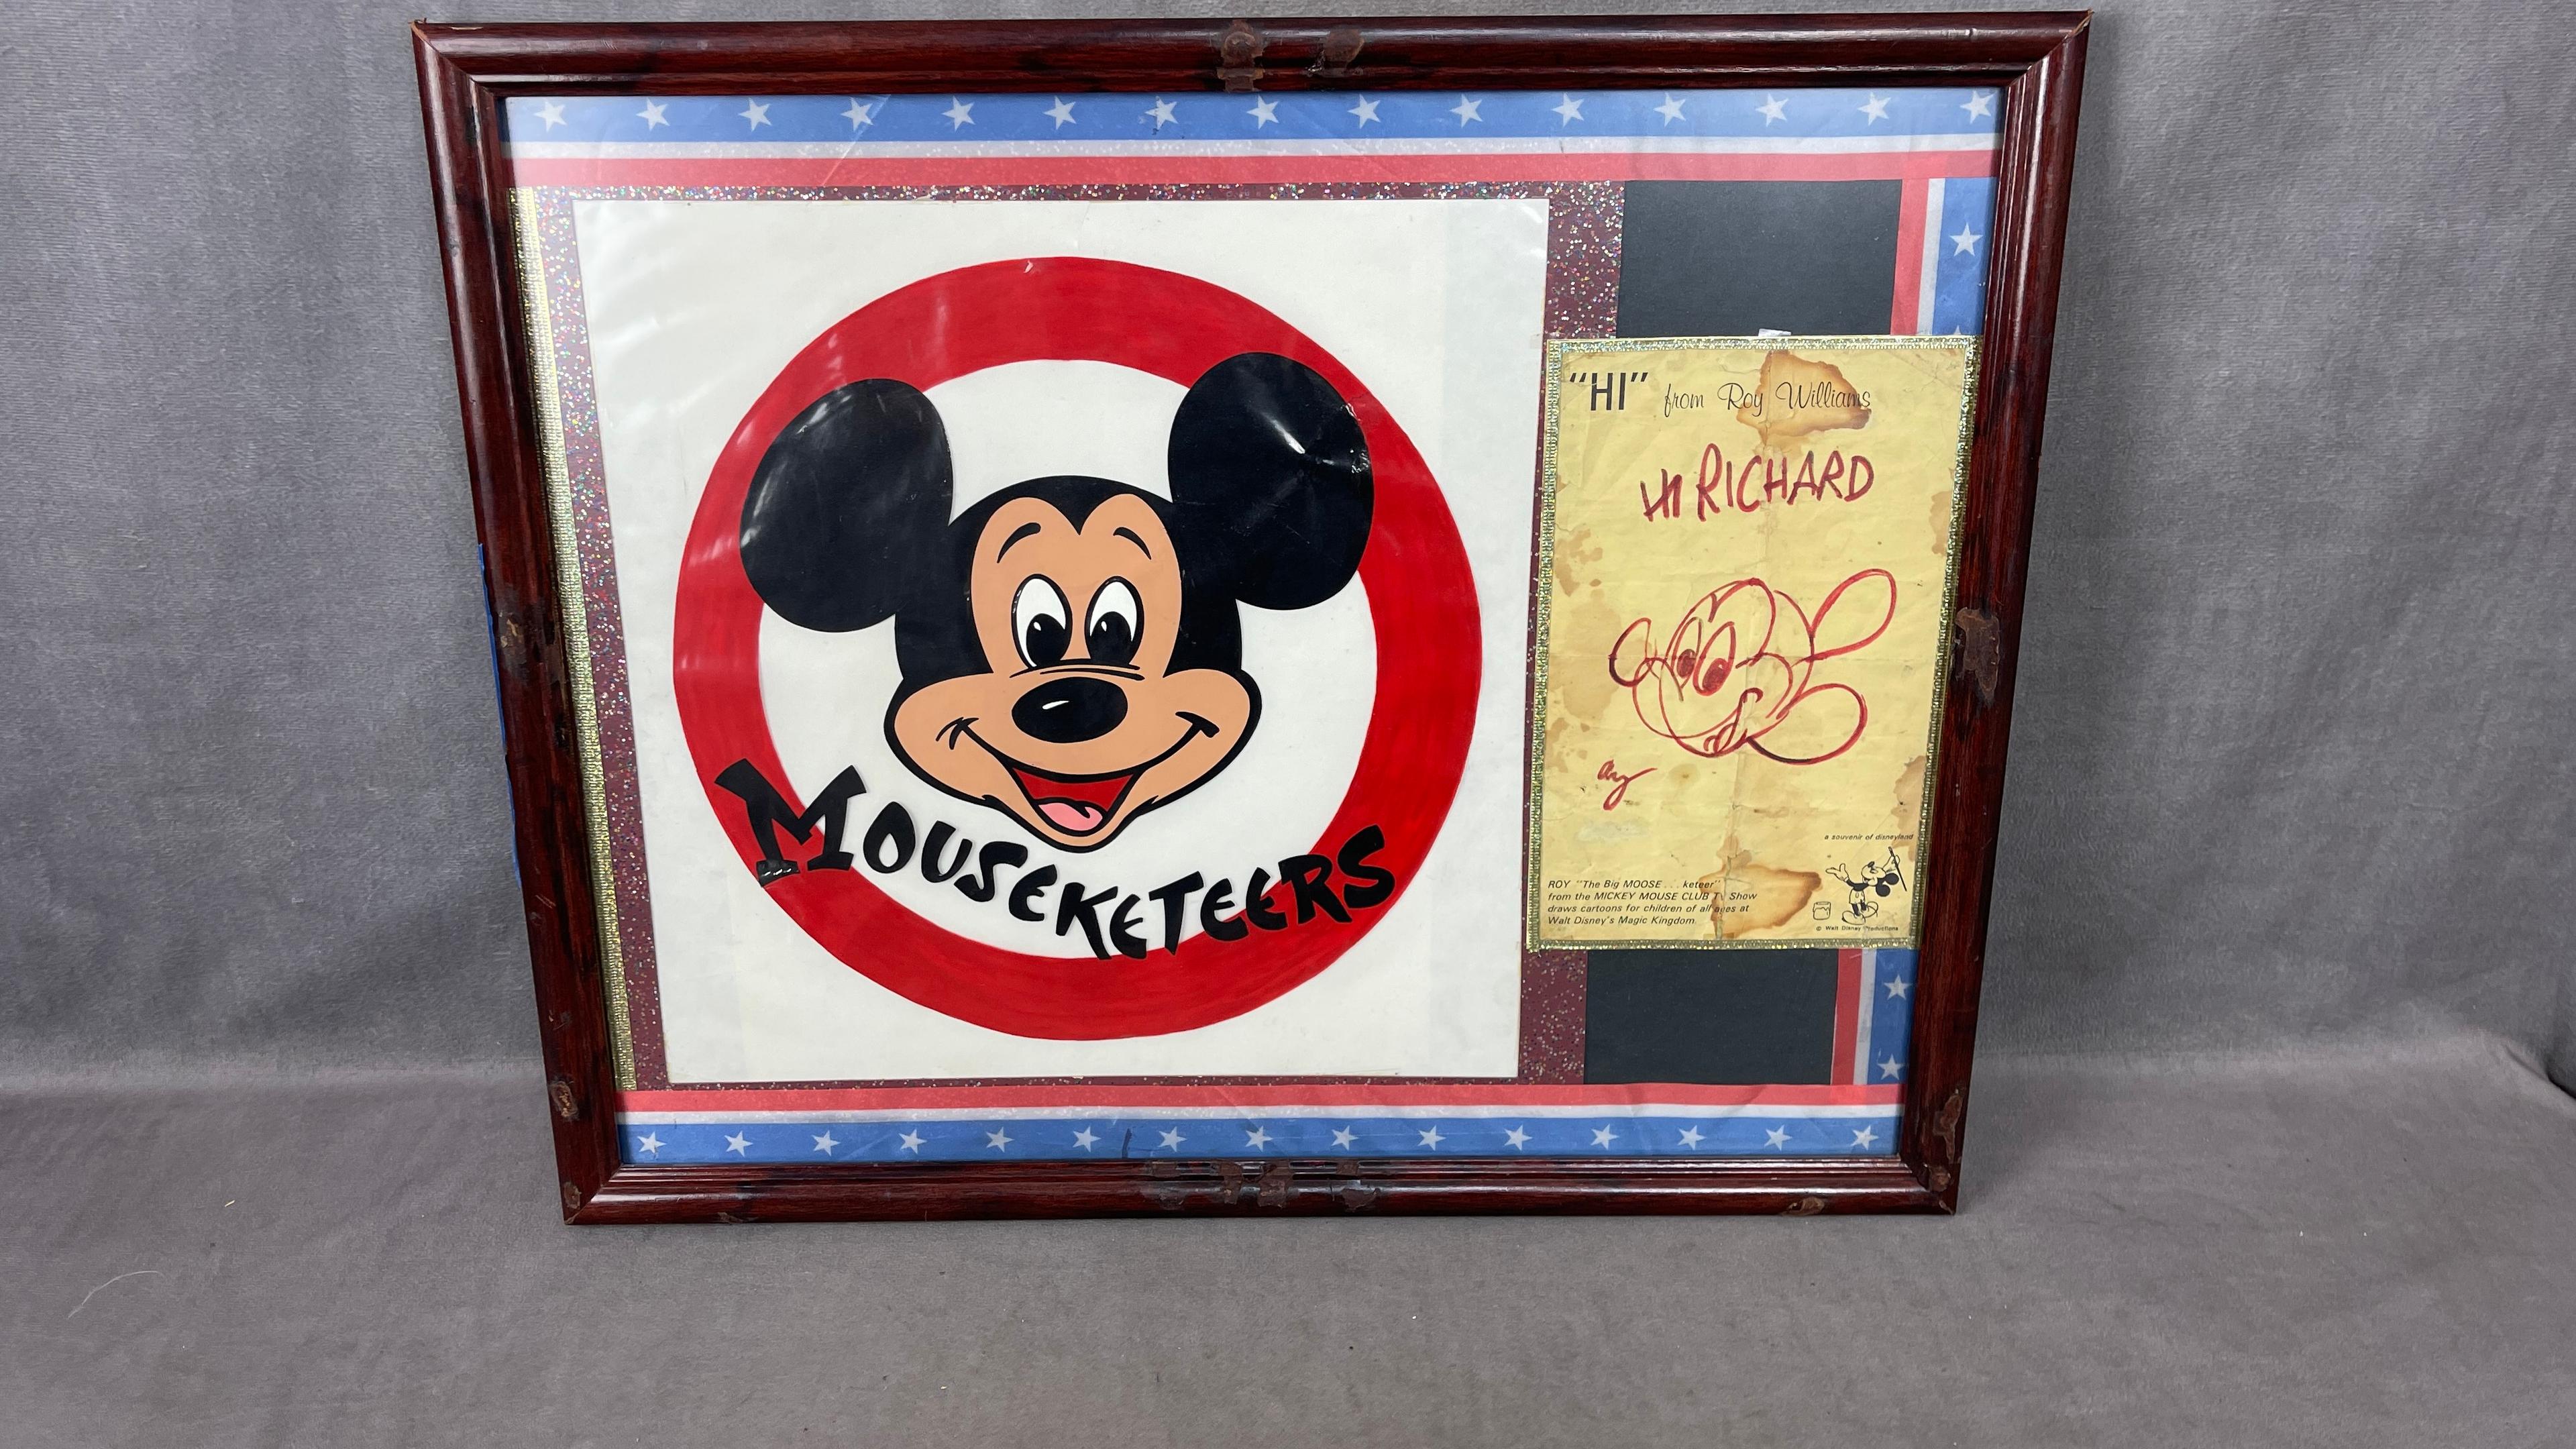 MOUSEKETEERS
"HI" from Roy Williams
HI RICHARD
a souvenir of disneyland
ROY "The Big MOOSE . . . keteer"
from the MICKEY MOUSE CLUB TV Show
draws cartoons for children of all ages at
Walt Disney's Magic Kingdom.
© Walt Disney Productions